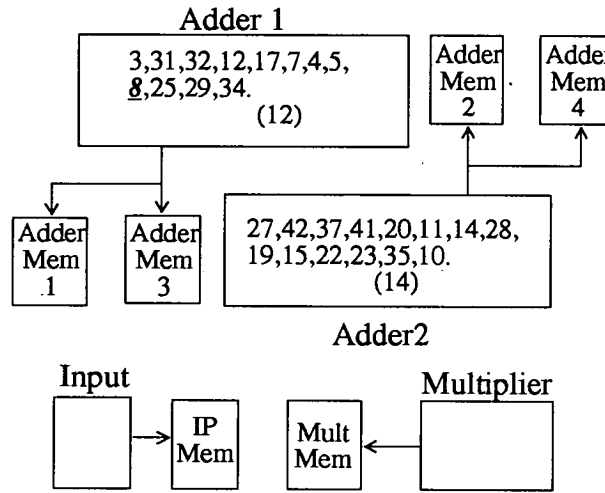 Adder 1
3,31,32,12,17,7,4,5,
8,25,29,34.
(12)
Adder
Mem
2
Adder
Mem
4
Adder
Mem
1
Adder
Mem
3
27,42,37,41,20,11,14,28,
19,15,22,23,35,10.
(14)
Adder2
Input
IP
Mem
Mult
Mem
Multiplier